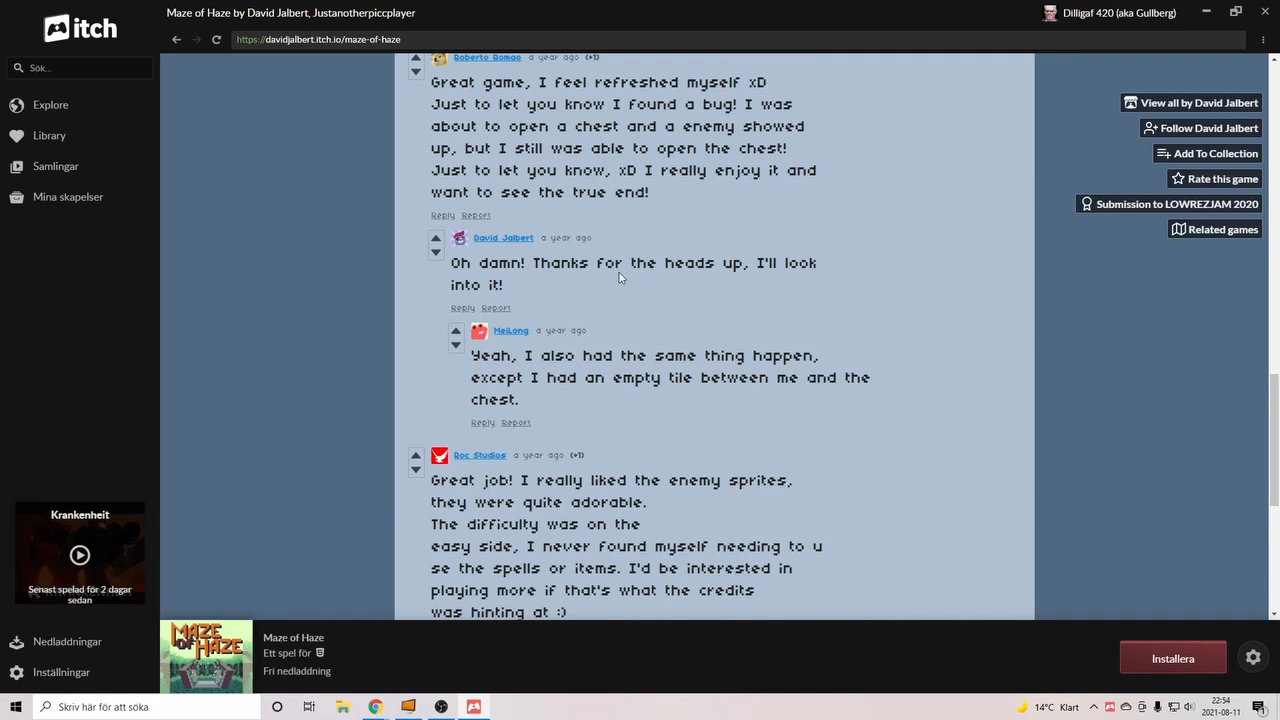 itch
Maze of Haze by David Jalbert, Justanotherpicchplayer
Dilligaf 420 (aka Gullberg)
https://davidjalbert.itch.io/maze-of-haze
Sök...
Explore
Library
Samlingar
Mina skapelser
Krankenheit
Senast spelad för 2 dagar
sedan
Nedladdningar
Inställningar
Roberto Romao a year ago (+1)
Great game, I feel refreshed myself xD
Just to let you know I found a bug! I was
about to open a chest and a enemy showed
up, but I still was able to open the chest!
Just to let you know, xD I really enjoy it and
want to see the true end!
Reply Report
David Jalbert a year ago
Oh damn! Thanks for the heads up, I'll look
into it!
Reply Report
MeiLong a year ago
Yeah, I also had the same thing happen,
except I had an empty tile between me and the
chest.
Reply Report
Roc Studios a year ago (+1)
Great job! I really liked the enemy sprites,
they were quite adorable.
The difficulty was on the
easy side, I never found myself needing to u
se the spells or items. I'd be interested in
playing more if that's what the credits
was hinting at :)
View all by David Jalbert
Follow David Jalbert
Add To Collection
Rate this game
Submission to LOWREZJAM 2020
Related games
MAZE
OF HAZE
Maze of Haze
Ett spel för
Fri nedladdning
Installera
Skriv här för att söka
14°C Klart
22:54
2021-08-11